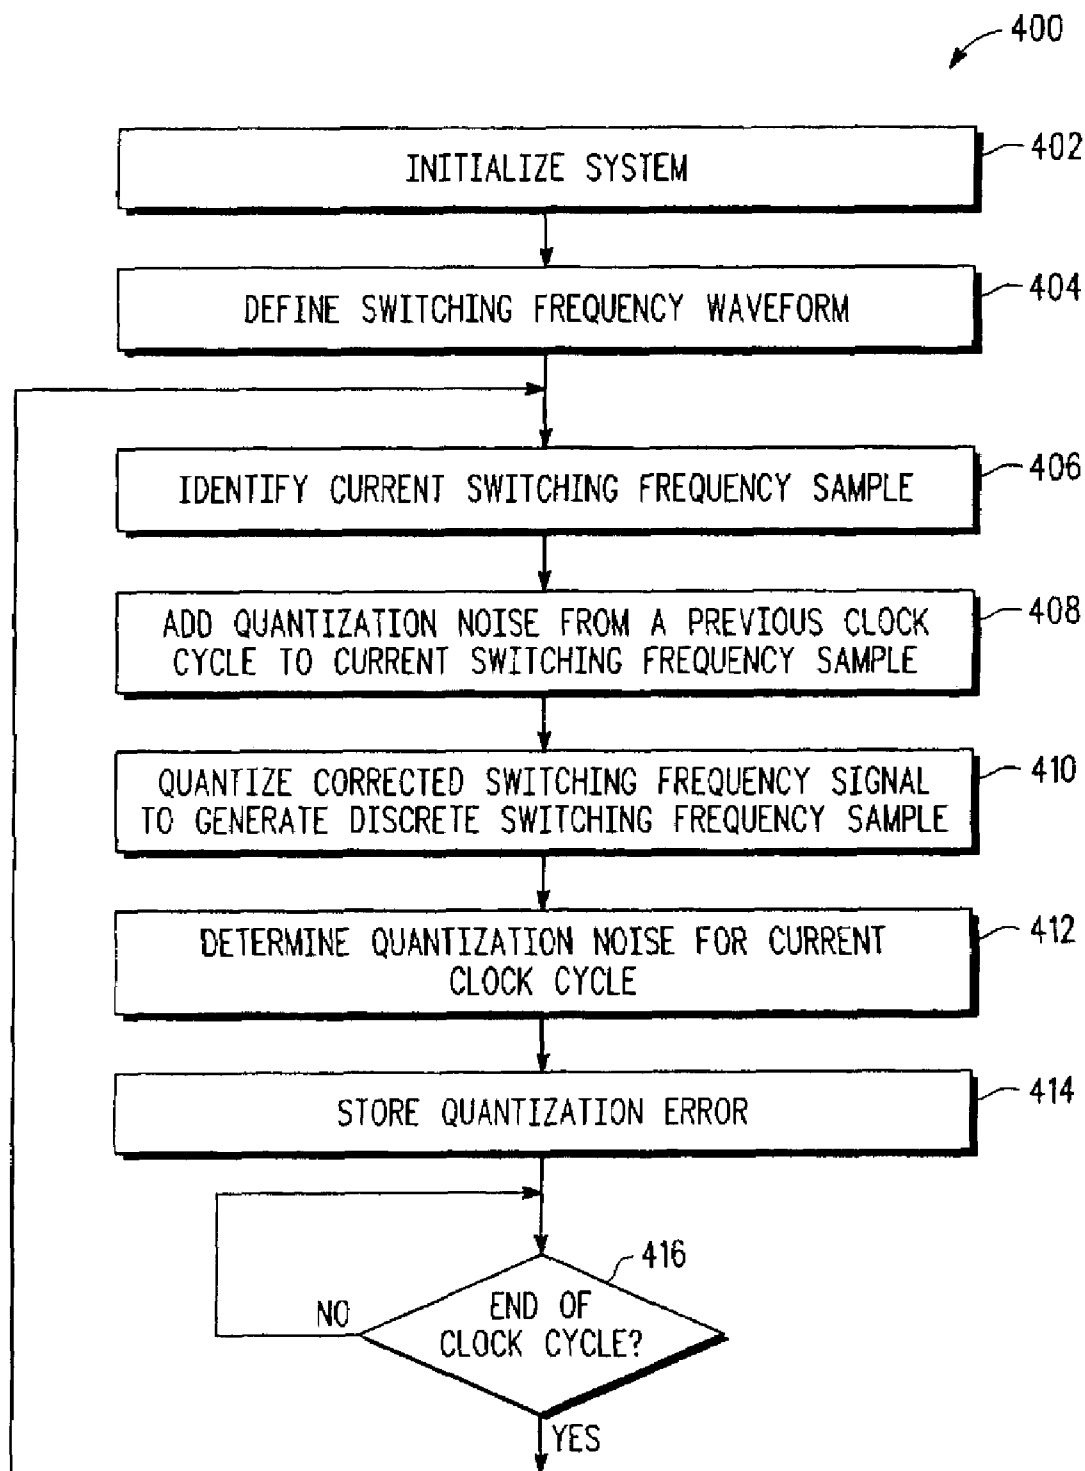 400
INITIALIZE SYSTEM
402
DEFINE SWITCHING FREQUENCY WAVEFORM
404
IDENTIFY CURRENT SWITCHING FREQUENCY SAMPLE
406
ADD QUANTIZATION NOISE FROM A PREVIOUS CLOCK
CYCLE TO CURRENT SWITCHING FREQUENCY SAMPLE
408
QUANTIZE CORRECTED SWITCHING FREQUENCY SIGNAL
TO GENERATE DISCRETE SWITCHING FREQUENCY SAMPLE
410
DETERMINE QUANTIZATION NOISE FOR CURRENT
CLOCK CYCLE
412
STORE QUANTIZATION ERROR
414
416
END OF
CLOCK CYCLE?
NO
YES